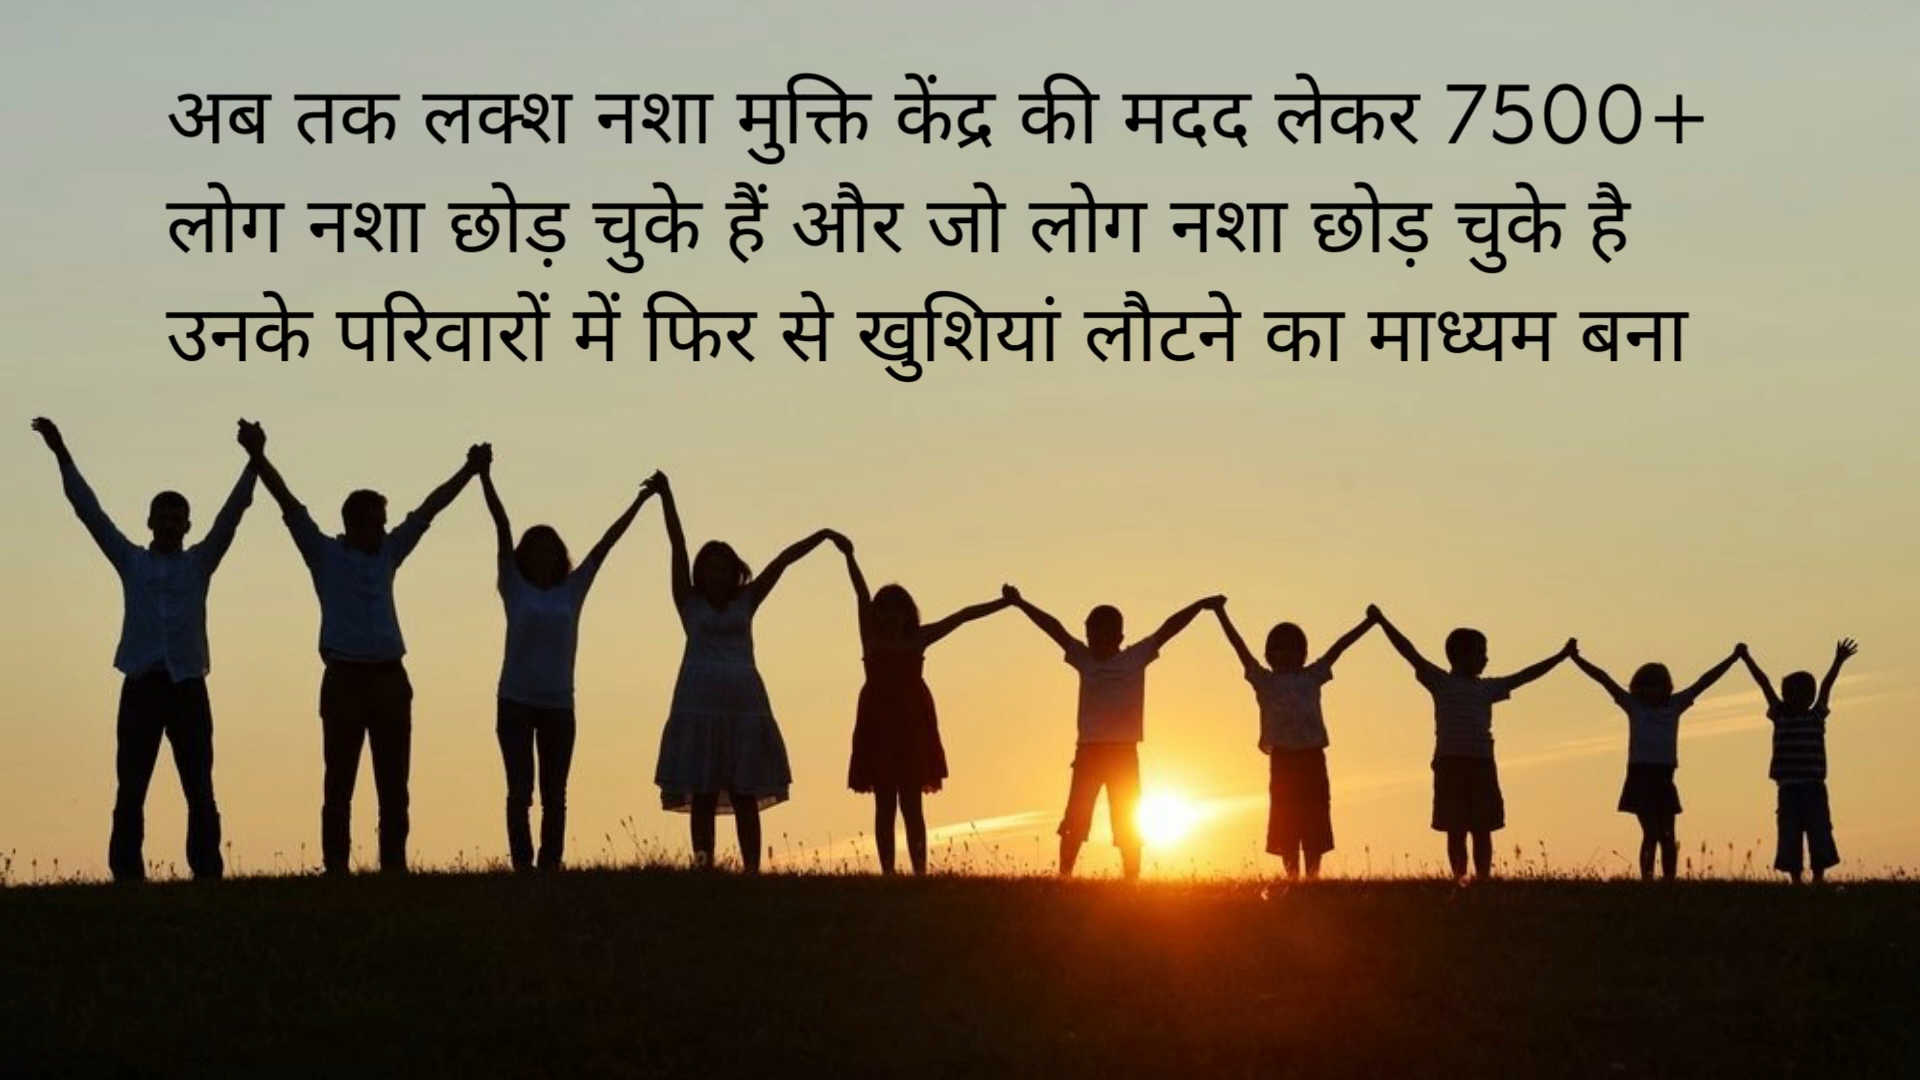 अब तक लक्श नशा मुक्ति केंद्र की मदद लेकर 7500+
लोग नशा छोड़ चुके हैं और जो लोग नशा छोड़ चुके है
उनके परिवारों में फिर से खुशियां लौटने का माध्यम बना